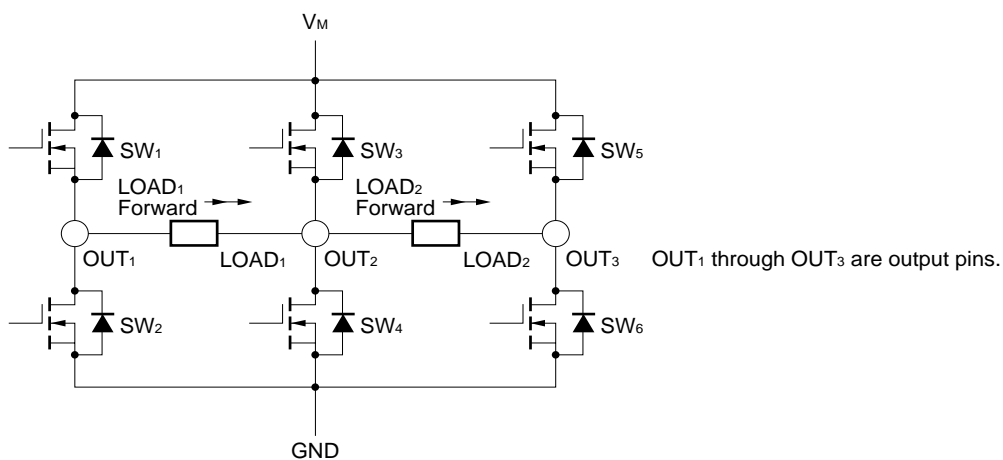 VM
SW1
SW3
SW5
LOAD1
Forward
LOAD2
Forward
OUT1
LOAD1
OUT2
LOAD2
OUT3
OUT1 through OUT3 are output pins.
SW2
SW4
SW6
GND